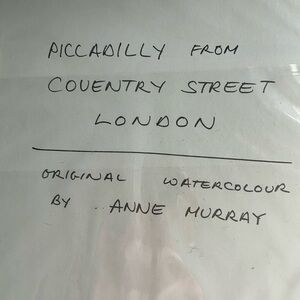 PICCADILLY FROM
COVENTRY STREET
LONDON
ORIGINAL WATERCOLOUR
BY ANNE MURRAY